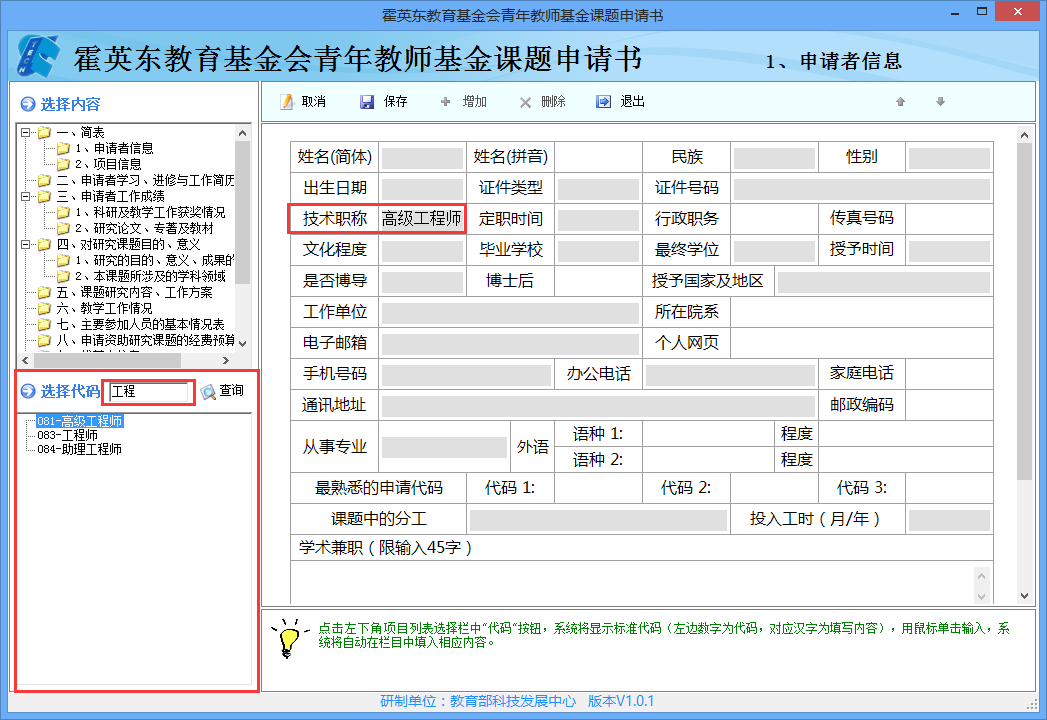 霍英东教育基金会青年教师基金课题申请书
霍英东教育基金会青年教师基金课题申请书 1、申请者信息
选择内容
一、简表
1、申请者信息
2、项目信息
二、申请者学习、进修与工作简历
三、申请者工作成绩
1、科研及教学工作获奖情况
2、研究论文、专著及教材
四、对研究课题目的、意义
1、研究的目的、意义、成果的
2、本课题所涉及的学科领域
五、课题研究内容、工作方案
六、教学工作情况
七、主要参加人员的基本情况表
八、申请资助研究课题的经费预算
选择代码 工程 查询
081-高级工程师
083-工程师
084-助理工程师
取消 保存 增加 删除 退出
姓名(简体) 姓名(拼音) 民族 性别
出生日期 证件类型 证件号码
技术职称 高级工程师 定职时间 行政职务 传真号码
文化程度 毕业学校 最终学位 授予时间
是否博导 博士后 授予国家及地区
工作单位 所在院系
电子邮箱 个人网页
手机号码 办公电话 家庭电话
通讯地址 邮政编码
从事专业 外语 语种 1: 程度
语种 2: 程度
最熟悉的申请代码 代码 1: 代码 2: 代码 3:
课题中的分工 投入工时（月/年）
学术兼职（限输入45字）
点击左下角项目列表选择栏中"代码"按钮，系统将显示标准代码（左边数字为代码，对应汉字为填写内容），用鼠标单击输入，系
统将自动在栏目中填入相应内容。
研制单位：教育部科技发展中心 版本V1.0.1